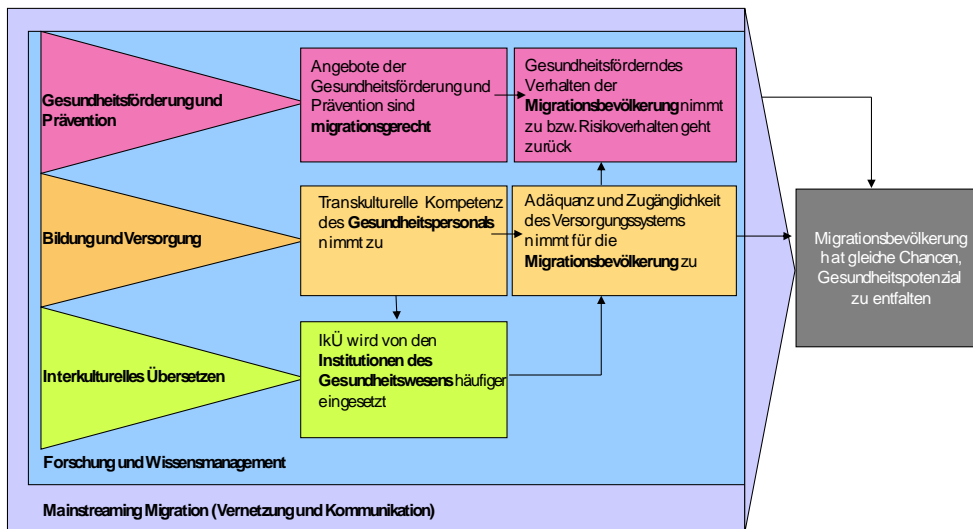 Gesundheitsförderung und
Prävention
Angebote der
Gesundheitsförderung und
Prävention sind
migrationsgerecht
Gesundheitsförderndes
Verhalten der
Migrationsbevölkerung nimmt
zu bzw. Risikoverhalten geht
zurück
Bildung und Versorgung
Transkulturelle Kompetenz
des Gesundheitspersonals
nimmt zu
Adäquanz und Zugänglichkeit
des Versorgungssystems
nimmt für die
Migrationsbevölkerung zu
Migrationsbevölkerung
hat gleiche Chancen,
Gesundheitspotenzial
zu entfalten
Interkulturelles Übersetzen
IkÜ wird von den
Institutionen des
Gesundheitswesens häufiger
eingesetzt
Forschung und Wissensmanagement
Mainstreaming Migration (Vernetzung und Kommunikation)